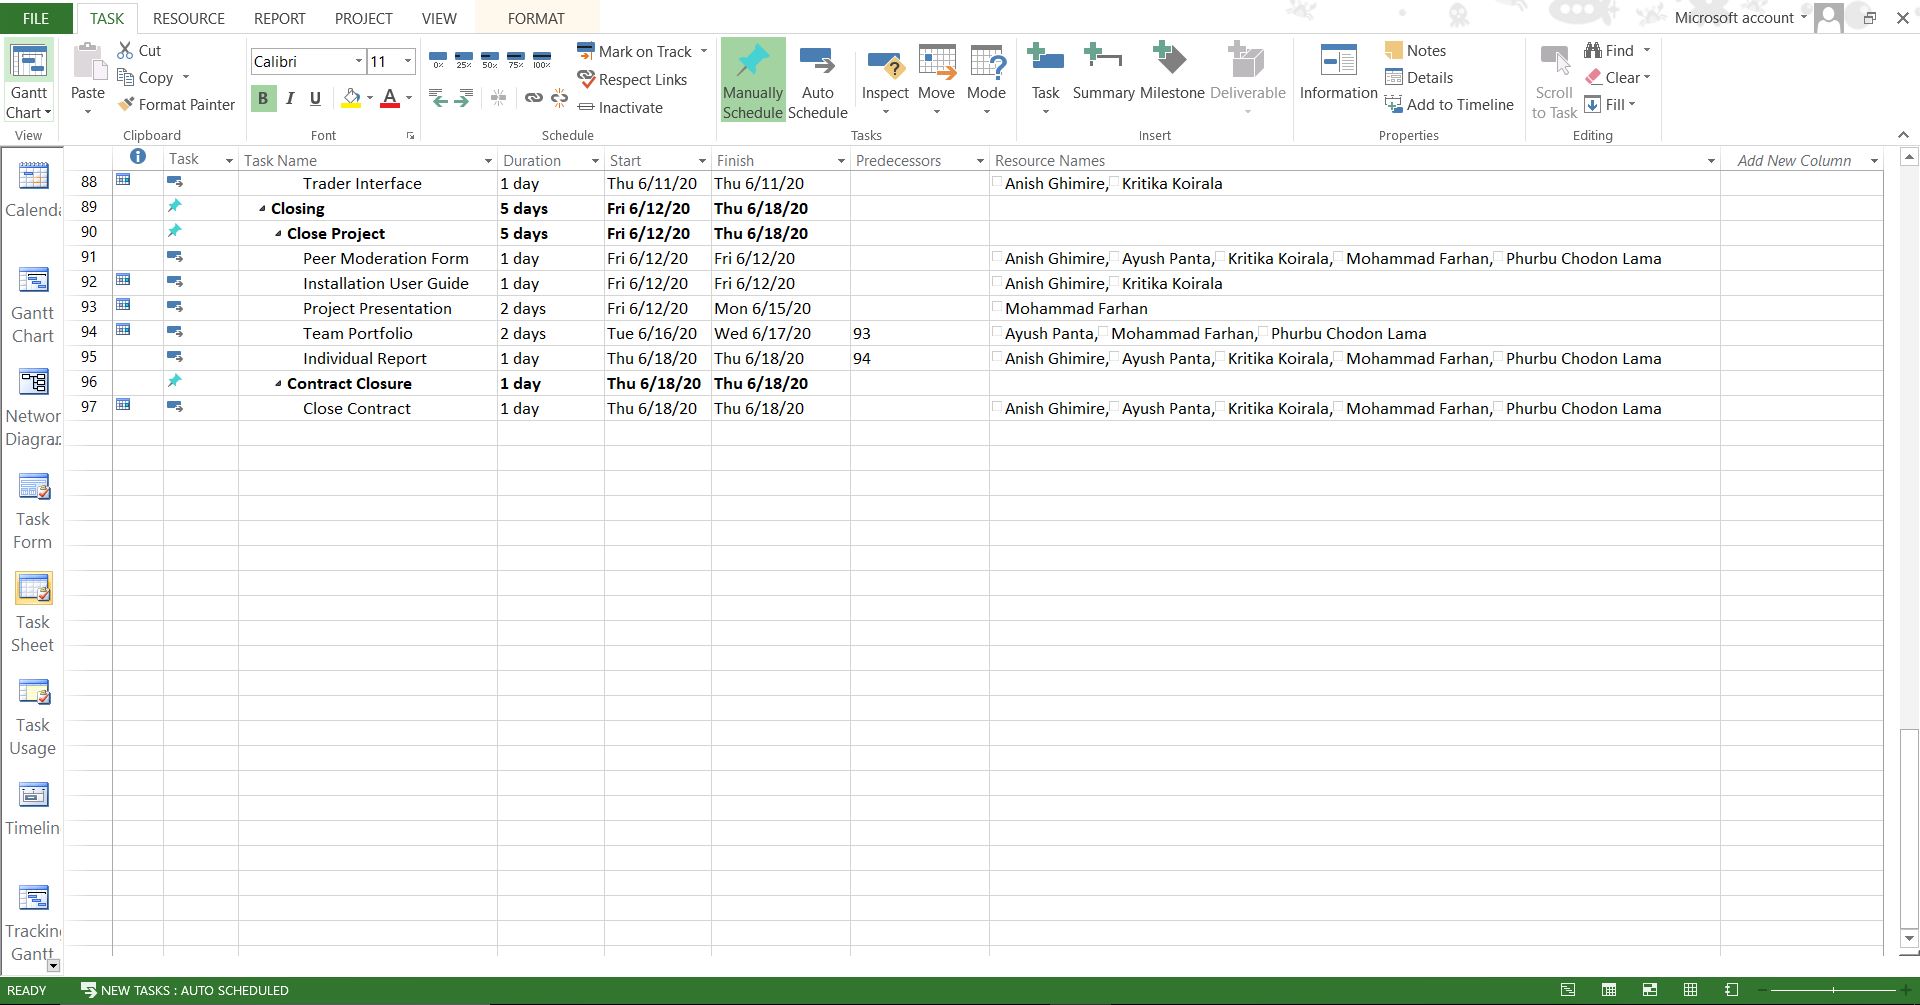 FILE TASK RESOURCE REPORT PROJECT VIEW FORMAT Microsoft account
Gantt Chart
Paste
Cut
Copy
Format Painter
Calibri 11
B I U A
0% 25% 50% 75% 100%
Mark on Track
Respect Links
Inactivate
Manually Schedule
Auto Schedule
Inspect
Move
Mode
Task
Summary
Milestone
Deliverable
Information
Notes
Details
Add to Timeline
Scroll to Task
Find
Clear
Fill
View Clipboard Font Schedule Tasks Insert Properties Editing
Task Task Name Duration Start Finish Predecessors Resource Names Add New Column
88 Trader Interface 1 day Thu 6/11/20 Thu 6/11/20 Anish Ghimire, Kritika Koirala
89 Closing 5 days Fri 6/12/20 Thu 6/18/20
90 Close Project 5 days Fri 6/12/20 Thu 6/18/20
91 Peer Moderation Form 1 day Fri 6/12/20 Fri 6/12/20 Anish Ghimire, Ayush Panta, Kritika Koirala, Mohammad Farhan, Phurbu Chodon Lama
92 Installation User Guide 1 day Fri 6/12/20 Fri 6/12/20 Anish Ghimire, Kritika Koirala
93 Project Presentation 2 days Fri 6/12/20 Mon 6/15/20 Mohammad Farhan
94 Team Portfolio 2 days Tue 6/16/20 Wed 6/17/20 93 Ayush Panta, Mohammad Farhan, Phurbu Chodon Lama
95 Individual Report 1 day Thu 6/18/20 Thu 6/18/20 94 Anish Ghimire, Ayush Panta, Kritika Koirala, Mohammad Farhan, Phurbu Chodon Lama
96 Contract Closure 1 day Thu 6/18/20 Thu 6/18/20
97 Close Contract 1 day Thu 6/18/20 Thu 6/18/20 Anish Ghimire, Ayush Panta, Kritika Koirala, Mohammad Farhan, Phurbu Chodon Lama
Calenda
Gantt
Chart
Networ
Diagra
Task
Form
Task
Sheet
Task
Usage
Timelin
Tracking
Gantt
READY NEW TASKS : AUTO SCHEDULED